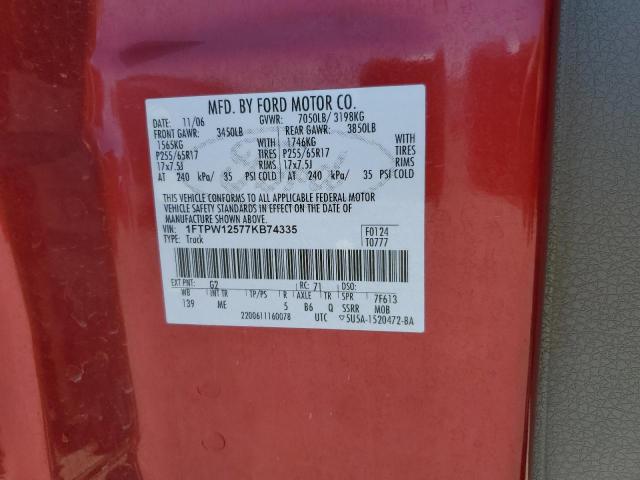 MFD. BY FORD MOTOR CO.
DATE: 11/06 GVWR: 7050LB/ 3198KG
FRONT GAWR: 3450LB REAR GAWR: 3850LB
1565KG WITH 1746KG WITH
P255/65R17 TIRES P255/65R17 TIRES
17x7.5J RIMS 17x7.5J RIMS
AT 240 kPa/ 35 PSI COLD AT 240 kPa/ 35 PSI COLD
THIS VEHICLE CONFORMS TO ALL APPLICABLE FEDERAL MOTOR
VEHICLE SAFETY STANDARDS IN EFFECT ON THE DATE OF
MANUFACTURE SHOWN ABOVE.
VIN: 1FTPW12577KB74335 F0124
TYPE: Truck T0777
EXT PNT: G2 RC: 71 DSO:
WB INT TR TP/PS R AXLE TR SPR 7F613
139 ME 5 B6 Q SSRR MOB
2200611160078 UTC ▽5U5A-1520472-BA